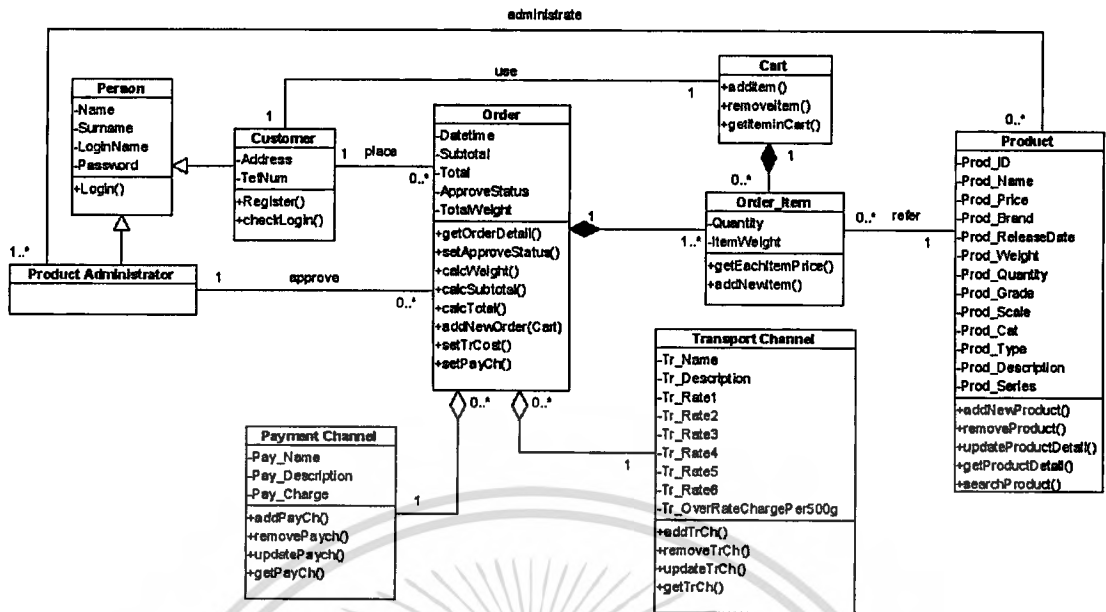 administrate
Person
-Name
-Surname
-LoginName
-Password
+Login()
use
1
1
Customer
-Address
-TelNum
+Register()
+checkLogin()
1
place
0..*
Order
-Datetime
-Subtotal
-Total
-ApproveStatus
-TotalWeight
+getOrderDetail()
+setApproveStatus()
+calcWeight()
+calcSubtotal()
+calcTotal()
+addNewOrder(Cart)
+setTrCost()
+setPayCh()
Cart
+addItem()
+removeItem()
+getIteminCart()
1
0..*
Order_Item
-Quantity
-ItemWeight
+getEachItemPrice()
+addNewItem()
1
1..*
0..*
refer
1
0..*
Product
-Prod_ID
-Prod_Name
-Prod_Price
-Prod_Brand
-Prod_ReleaseDate
-Prod_Weight
-Prod_Quantity
-Prod_Grade
-Prod_Scale
-Prod_Cat
-Prod_Type
-Prod_Description
-Prod_Series
+addNewProduct()
+removeProduct()
+updateProductDetail()
+getProductDetail()
+searchProduct()
1..*
Product Administrator
1
approve
0..*
0..*
0..*
Payment Channel
-Pay_Name
-Pay_Description
-Pay_Charge
+addPayCh()
+removePaych()
+updatePaych()
+getPayCh()
1
Transport Channel
-Tr_Name
-Tr_Description
-Tr_Rate1
-Tr_Rate2
-Tr_Rate3
-Tr_Rate4
-Tr_Rate5
-Tr_Rate6
-Tr_OverRateChargePer500g
+addTrCh()
+removeTrCh()
+updateTrCh()
+getTrCh()
1